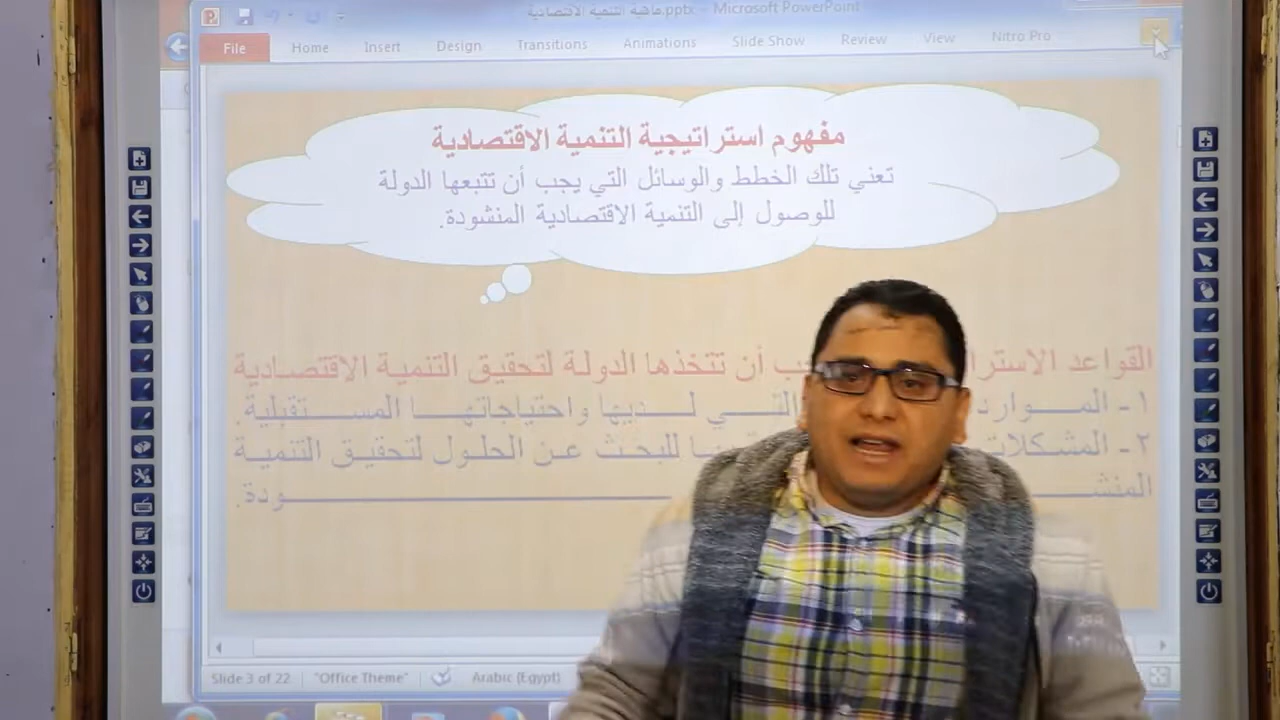 ماهية التنمية الاقتصادية.pptx - Microsoft PowerPoint
File Home Insert Design Transitions Animations Slide Show Review View Nitro Pro
مفهوم استراتيجية التنمية الاقتصادية
تعني تلك الخطط والوسائل التي يجب أن تتبعها الدولة
للوصول إلى التنمية الاقتصادية المنشودة.
القواعد أن تتخذها الدولة لتحقيق التنمية الاقتصادية
١- التي لديها واحتياجاتها المستقبلية.
٢- المشكلات للبحث عن الحلول لتحقيق التنمية
المنشودة.
Slide 3 of 22 "Office Theme" Arabic (Egypt)